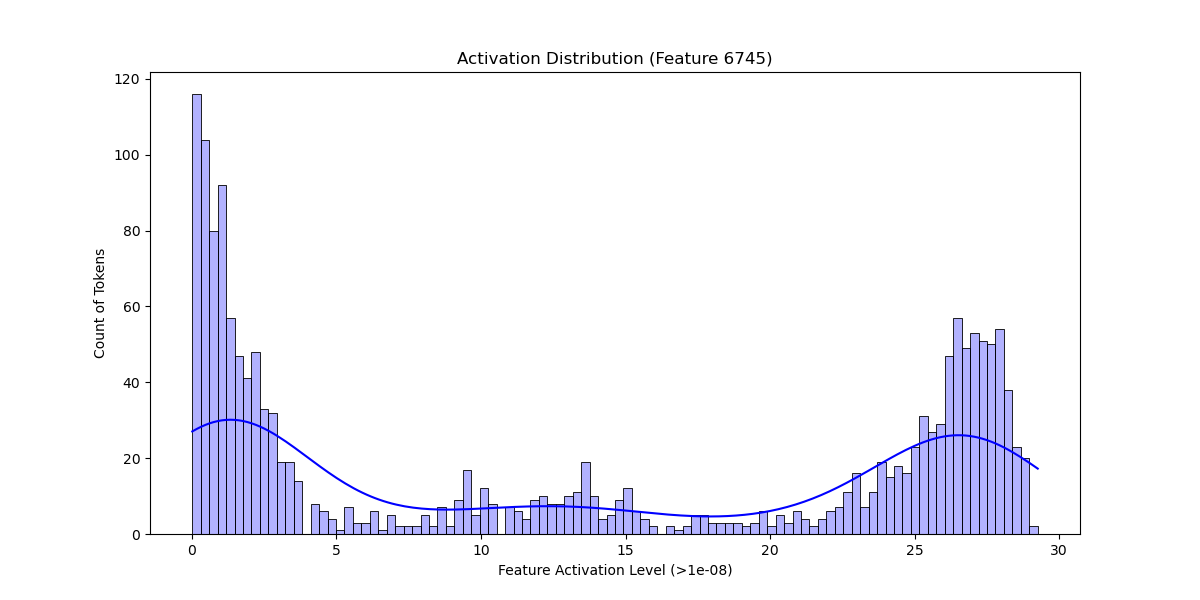 Activation Distribution (Feature 6745)
120
100
80
60
40
20
0
Count of Tokens
0 5 10 15 20 25 30
Feature Activation Level (>1e-08)